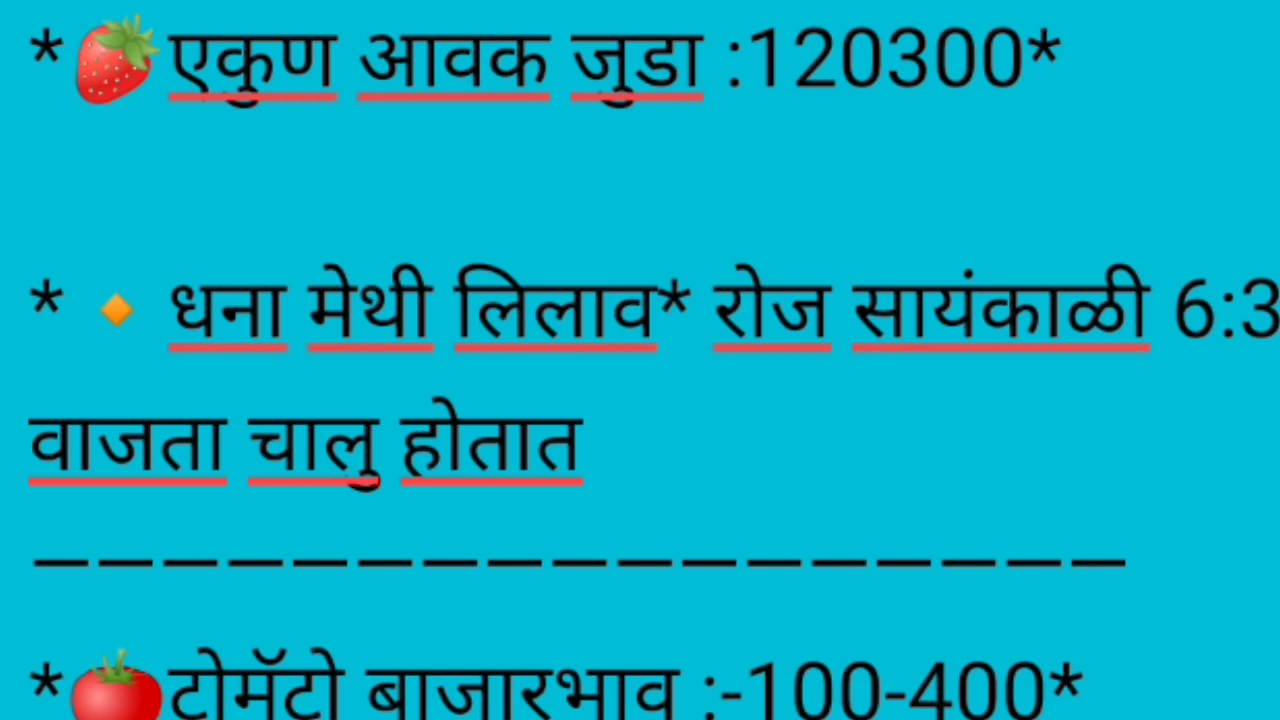 *🍓एकुण आवक जुडा :120300*
*🔸धना मेथी लिलाव* रोज सायंकाळी 6:3
वाजता चालु होतात
—————————————————
*🍅टोमॅटो बाजारभाव :-100-400*